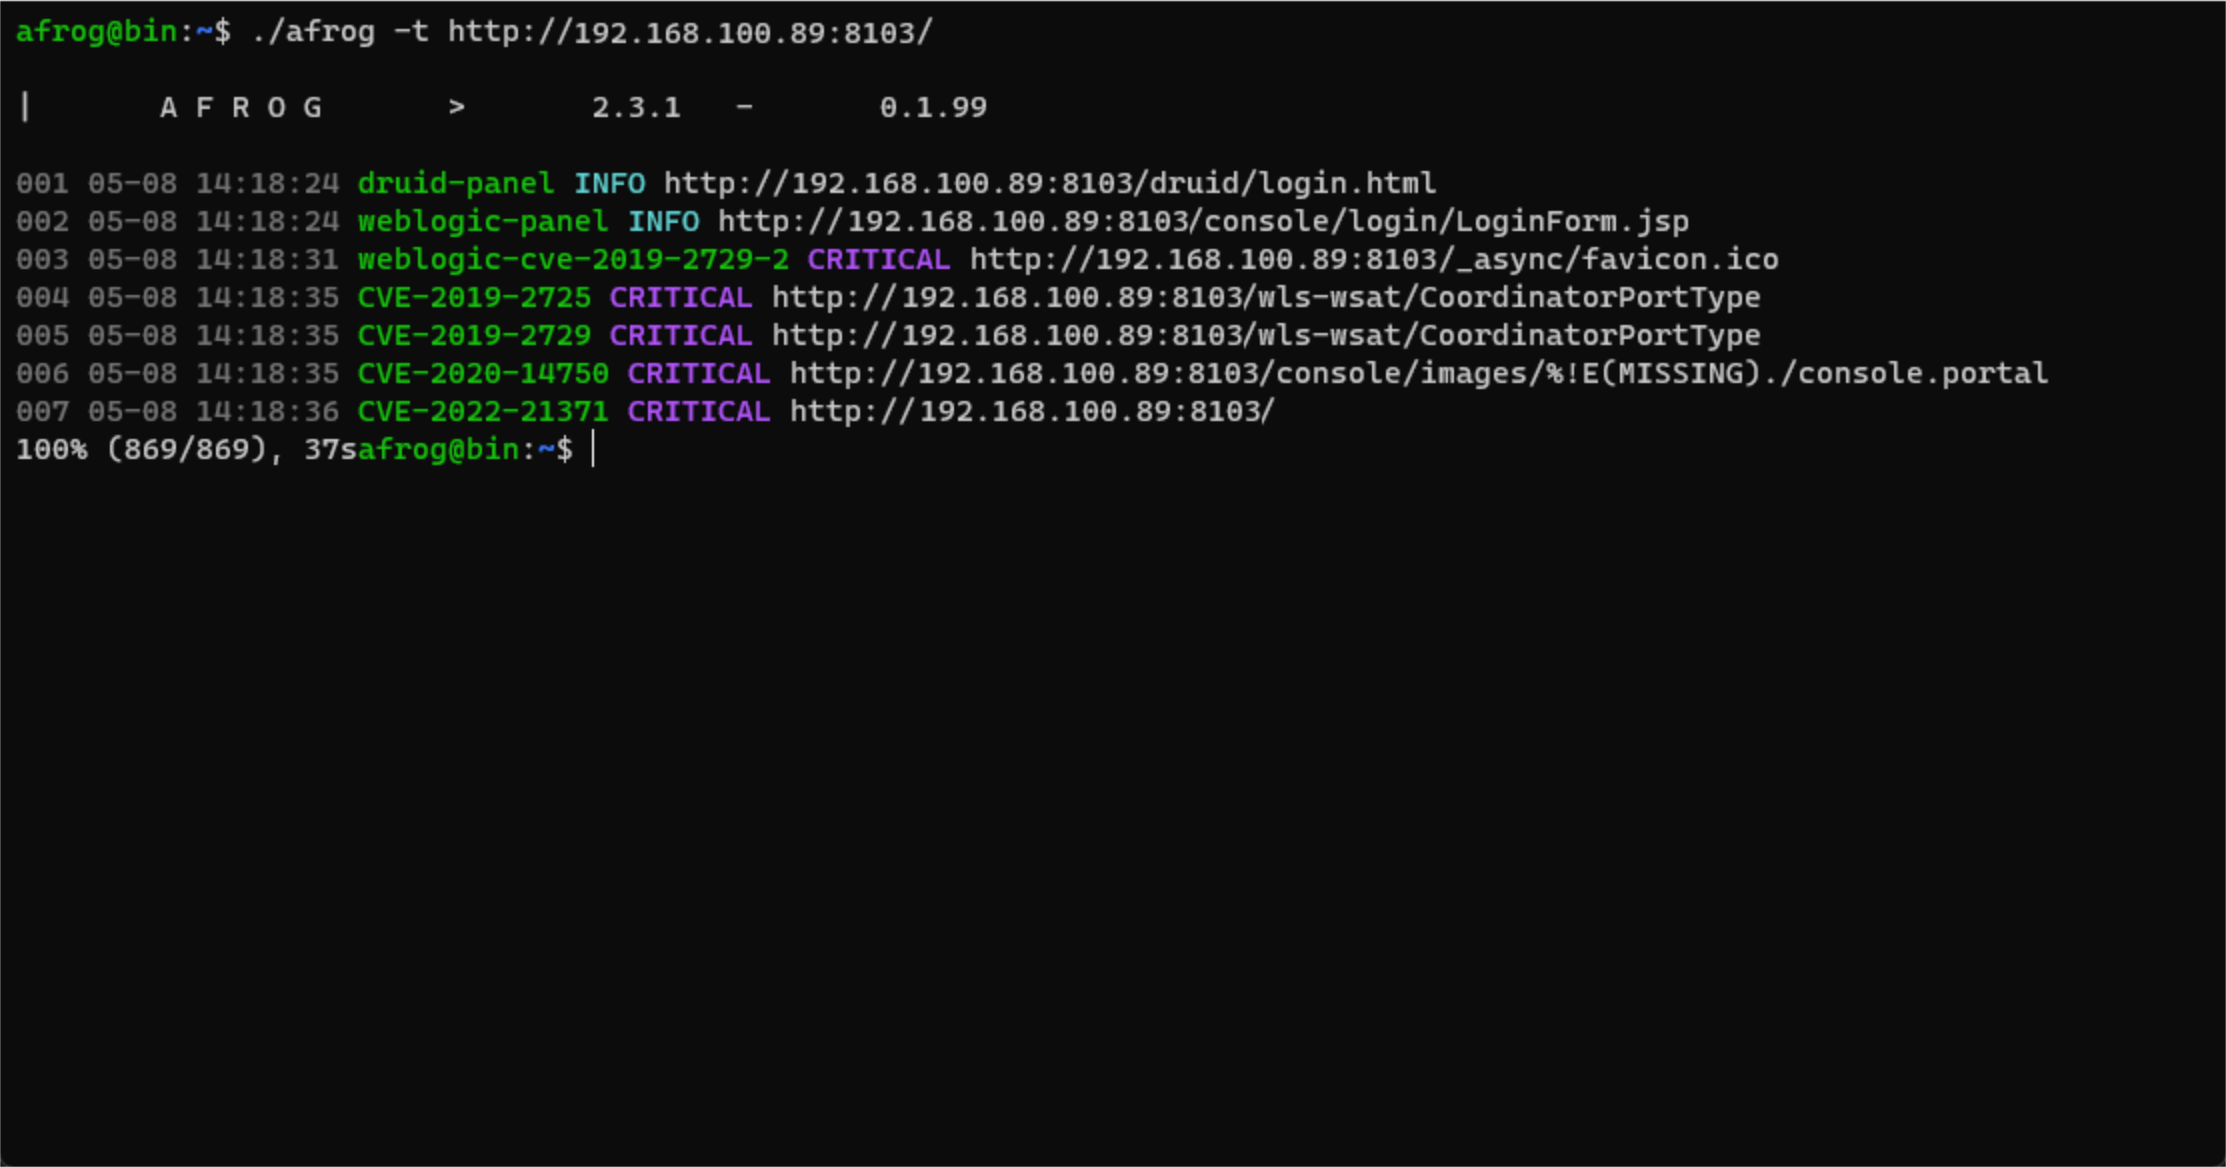 afrog@bin:~$ ./afrog -t http://192.168.100.89:8103/
| A F R O G > 2.3.1 - 0.1.99
001 05-08 14:18:24 druid-panel INFO http://192.168.100.89:8103/druid/login.html
002 05-08 14:18:24 weblogic-panel INFO http://192.168.100.89:8103/console/login/LoginForm.jsp
003 05-08 14:18:31 weblogic-cve-2019-2729-2 CRITICAL http://192.168.100.89:8103/_async/favicon.ico
004 05-08 14:18:35 CVE-2019-2725 CRITICAL http://192.168.100.89:8103/wls-wsat/CoordinatorPortType
005 05-08 14:18:35 CVE-2019-2729 CRITICAL http://192.168.100.89:8103/wls-wsat/CoordinatorPortType
006 05-08 14:18:35 CVE-2020-14750 CRITICAL http://192.168.100.89:8103/console/images/%!E(MISSING)./console.portal
007 05-08 14:18:36 CVE-2022-21371 CRITICAL http://192.168.100.89:8103/
100% (869/869), 37safrog@bin:~$